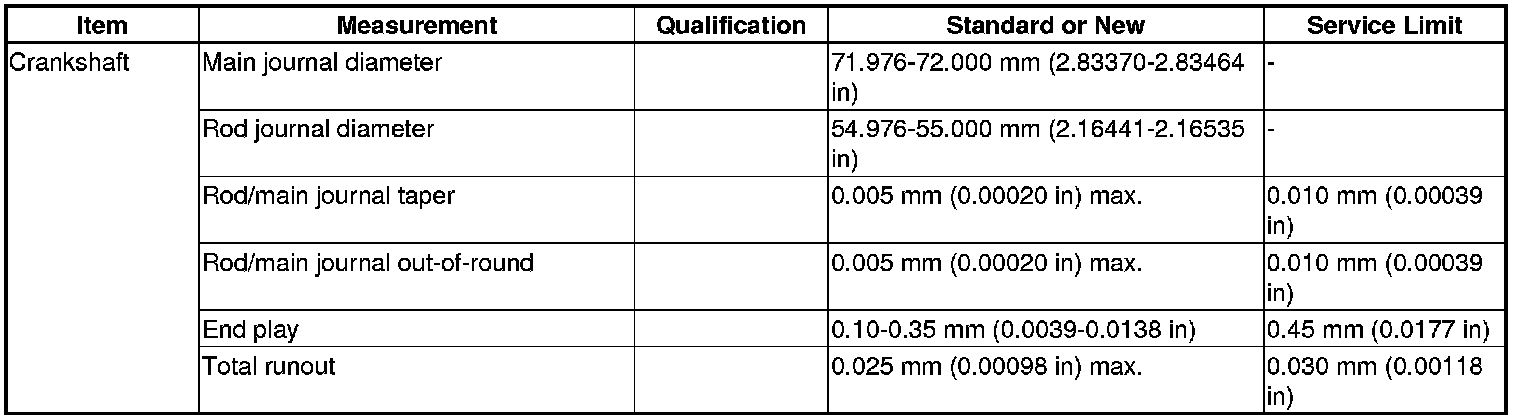 Item Measurement Qualification Standard or New Service Limit
Crankshaft Main journal diameter 71.976-72.000 mm (2.83370-2.83464 -
in)
Rod journal diameter 54.976-55.000 mm (2.16441-2.16535 -
in)
Rod/main journal taper 0.005 mm (0.00020 in) max. 0.010 mm (0.00039
in)
Rod/main journal out-of-round 0.005 mm (0.00020 in) max. 0.010 mm (0.00039
in)
End play 0.10-0.35 mm (0.0039-0.0138 in) 0.45 mm (0.0177 in)
Total runout 0.025 mm (0.00098 in) max. 0.030 mm (0.00118
in)